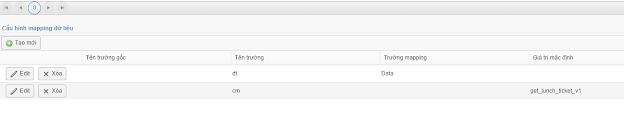 0
Cấu hình mapping dữ liệu
Tạo mới
Tên trường gốc Tên trường Trường mapping Giá trị mặc định
Edit Xóa dt Data
Edit Xóa cm get_lunch_ticket_v1